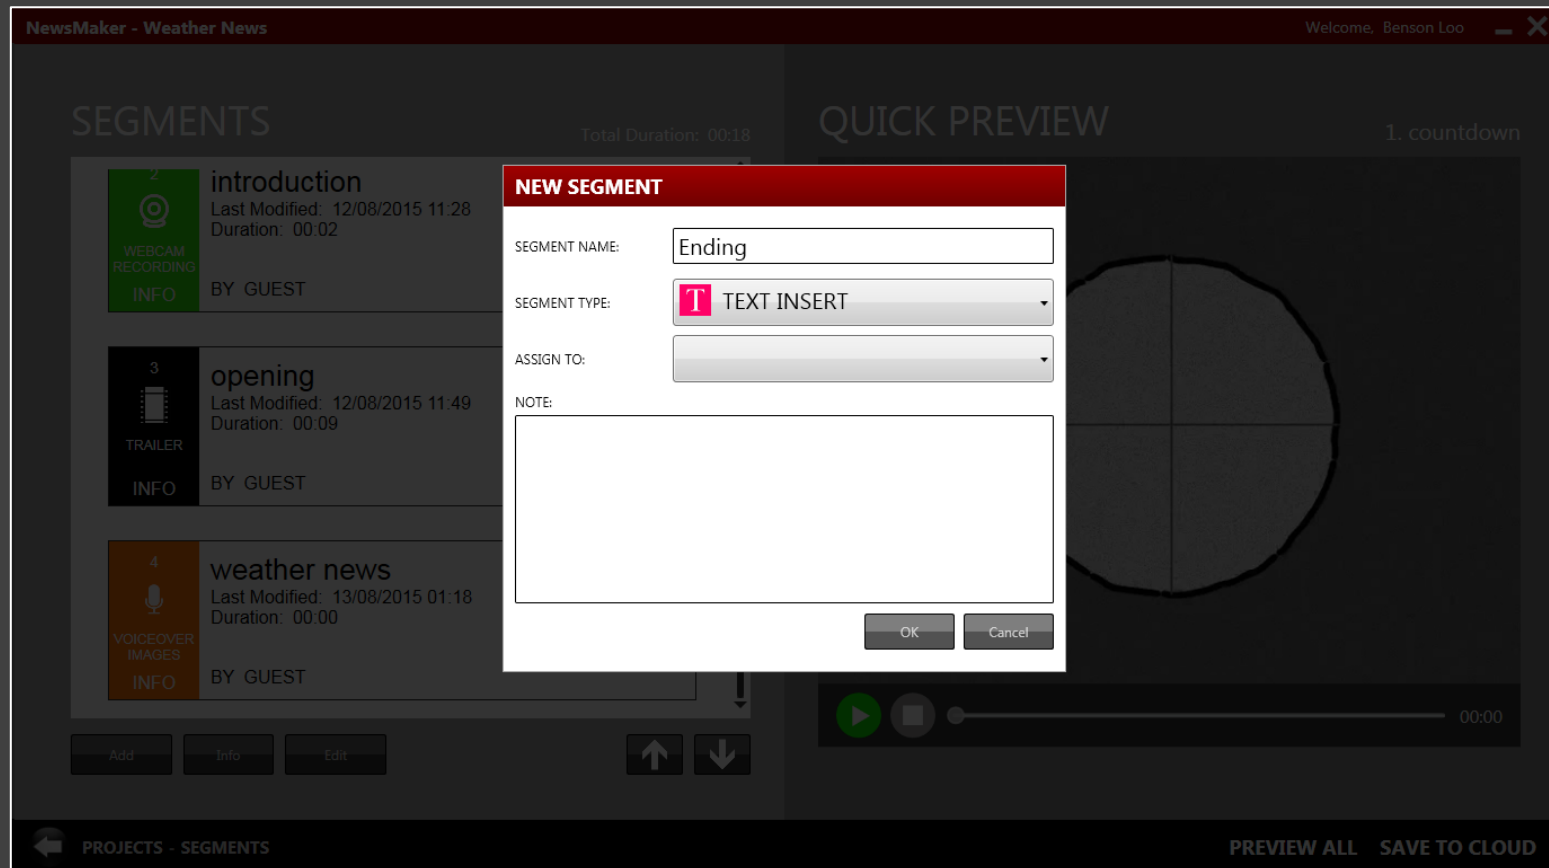 NewsMaker - Weather News
Welcome, Benson Loo
SEGMENTS
Total Duration: 00:18
2
WEBCAM
RECORDING
INFO
introduction
Last Modified: 12/08/2015 11:28
Duration: 00:02
BY GUEST
3
TRAILER
INFO
opening
Last Modified: 12/08/2015 11:49
Duration: 00:09
BY GUEST
4
VOICEOVER
IMAGES
INFO
weather news
Last Modified: 13/08/2015 01:18
Duration: 00:00
BY GUEST
Add
Info
Edit
NEW SEGMENT
SEGMENT NAME:
Ending
SEGMENT TYPE:
T TEXT INSERT
ASSIGN TO:
NOTE:
OK
Cancel
QUICK PREVIEW
1. countdown
00:00
PROJECTS - SEGMENTS
PREVIEW ALL
SAVE TO CLOUD